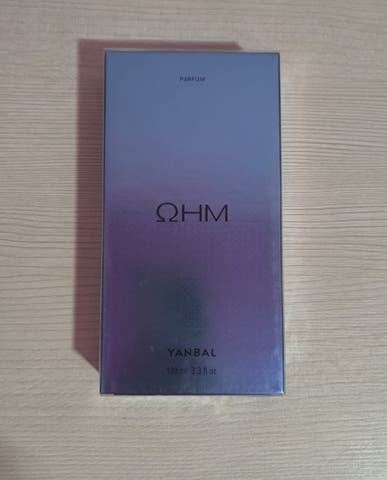 PARFUM
ΩHM
YANBAL
100 ml 3.3 fl oz